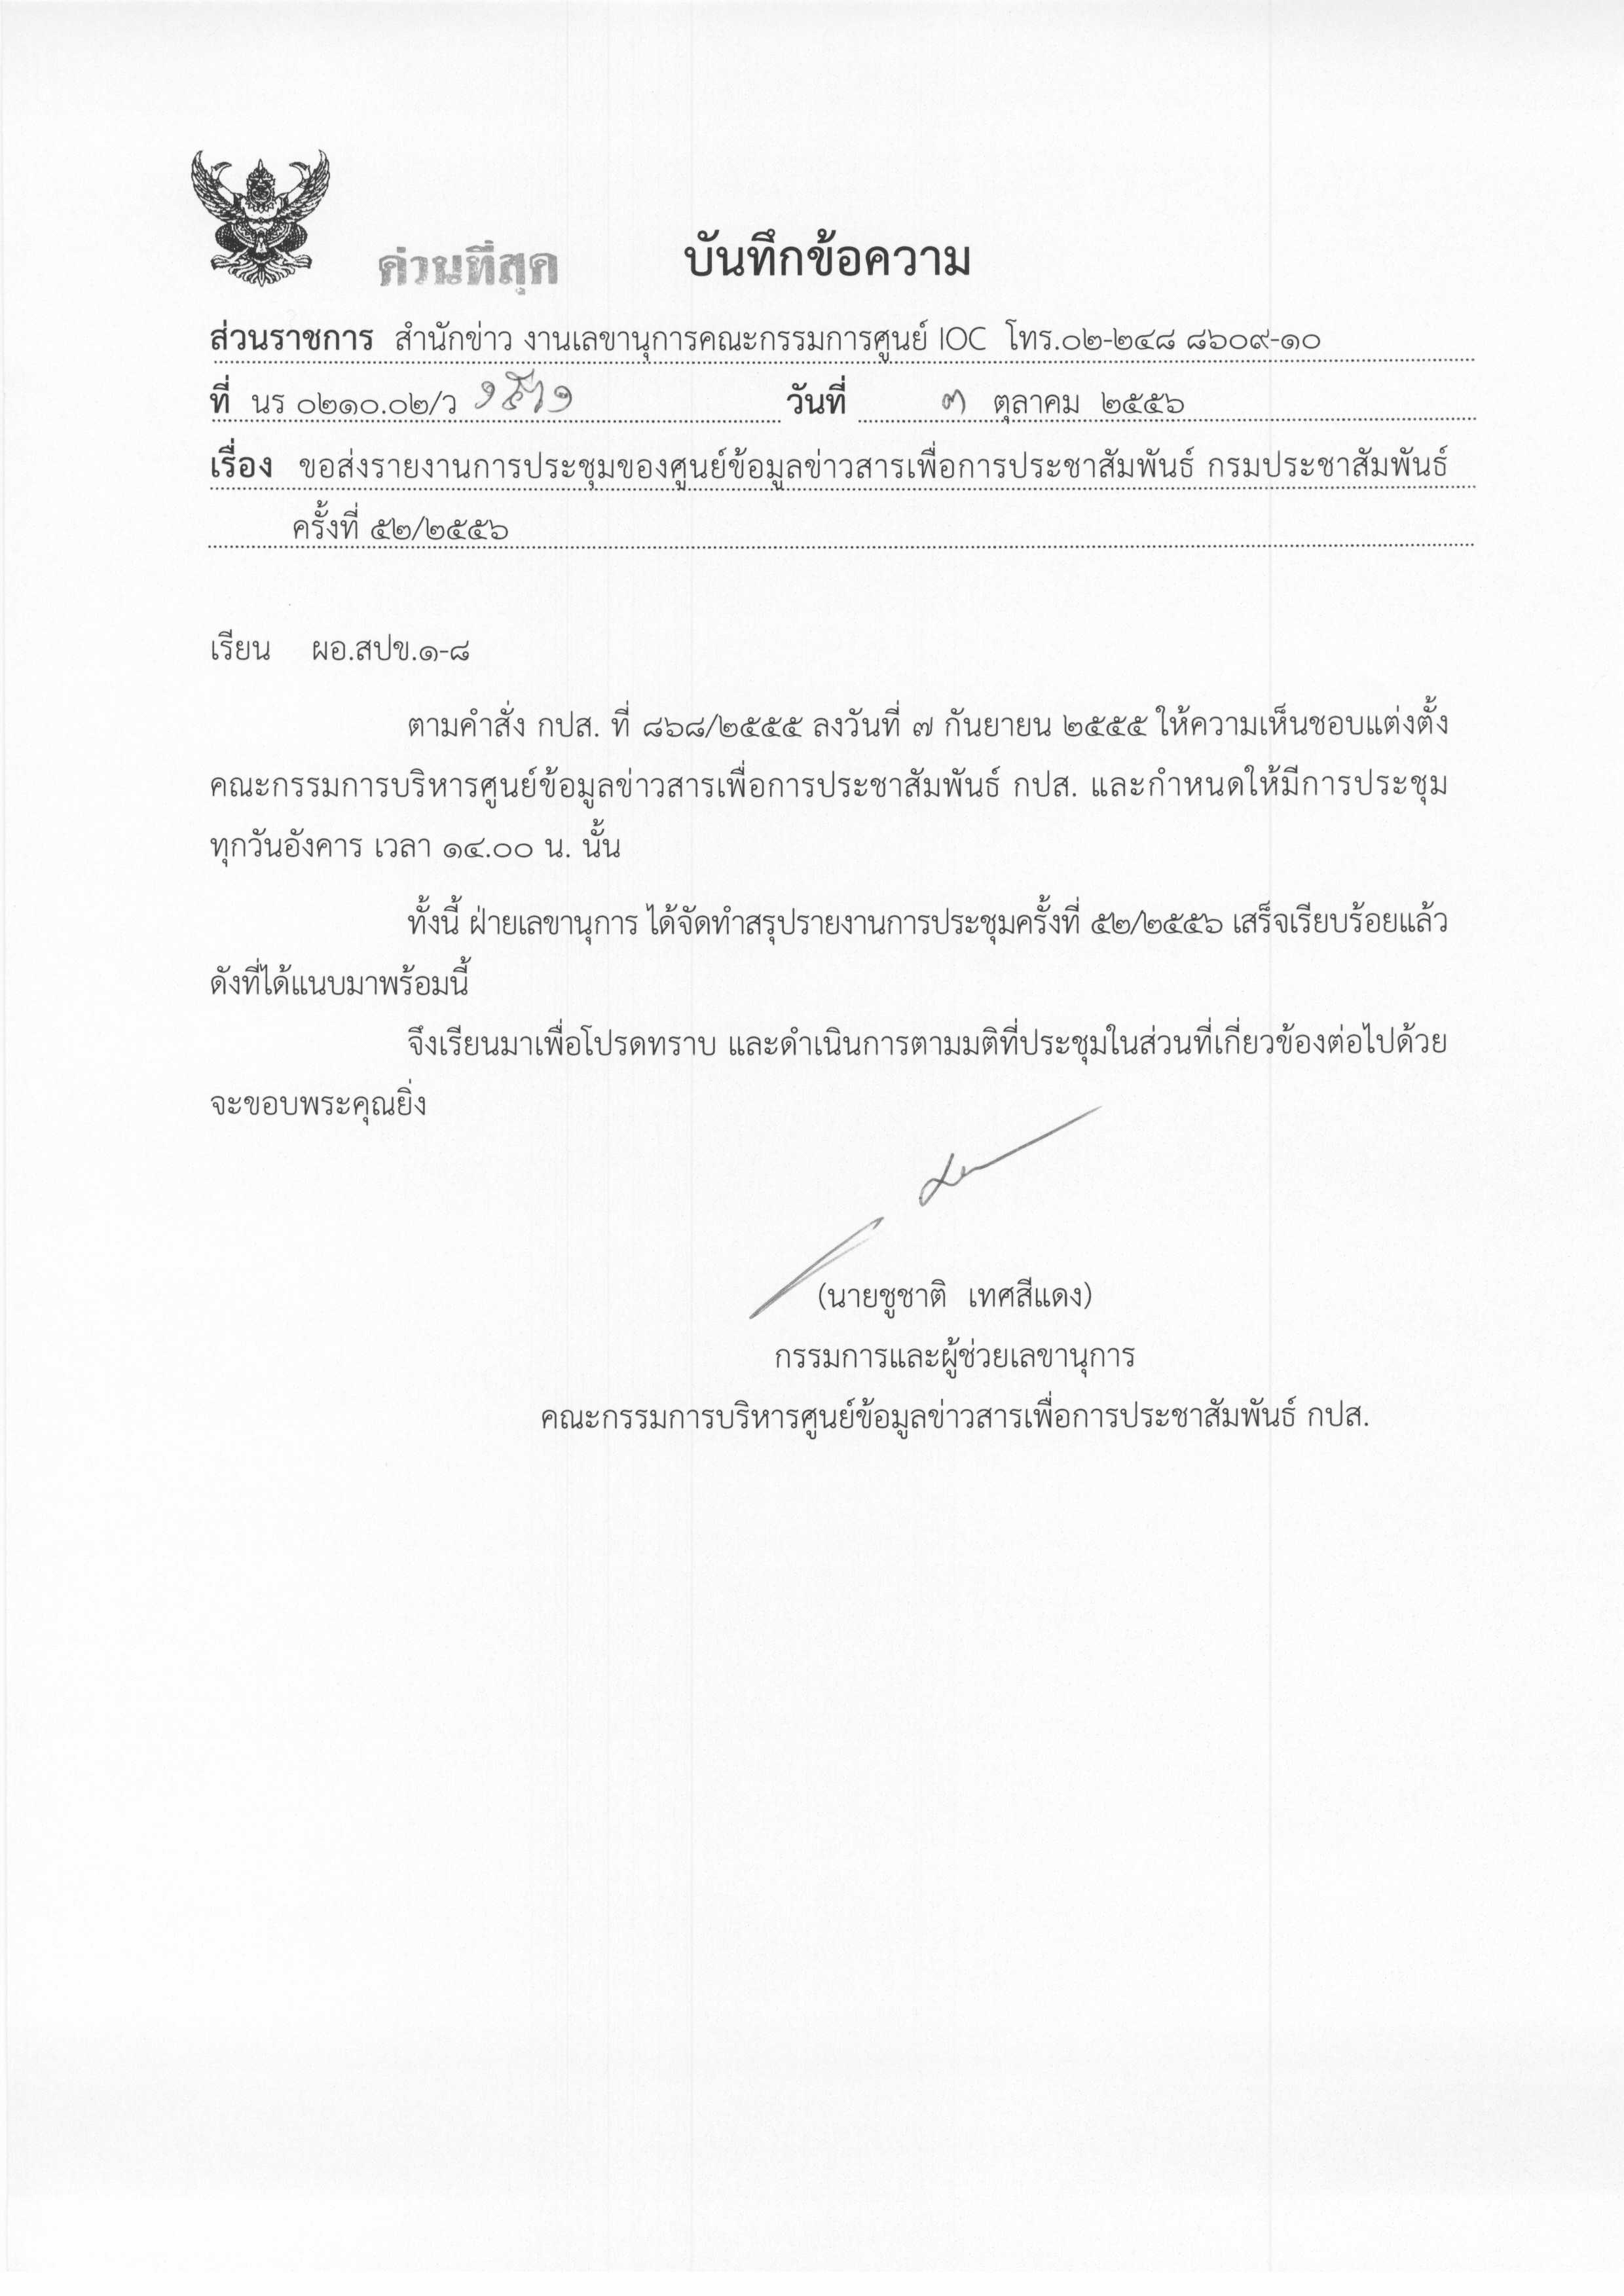 ด่วนที่สุด
บันทึกข้อความ
ส่วนราชการ สำนักข่าว งานเลขานุการคณะกรรมการศูนย์ IOC โทร.๐๒-๒๔๘ ๘๖๐๙-๑๐
ที่ นร ๐๒๑๐.๐๒/ว วันที่ ๓ ตุลาคม ๒๕๕๖
เรื่อง ขอส่งรายงานการประชุมของศูนย์ข้อมูลข่าวสารเพื่อการประชาสัมพันธ์ กรมประชาสัมพันธ์
ครั้งที่ ๕๒/๒๕๕๖
เรียน ผอ.สปข.๑-๘
ตามคำสั่ง กปส. ที่ ๘๖๘/๒๕๕๕ ลงวันที่ ๗ กันยายน ๒๕๕๕ ให้ความเห็นชอบแต่งตั้ง
คณะกรรมการบริหารศูนย์ข้อมูลข่าวสารเพื่อการประชาสัมพันธ์ กปส. และกำหนดให้มีการประชุม
ทุกวันอังคาร เวลา ๑๔.๐๐ น. นั้น
ทั้งนี้ ฝ่ายเลขานุการ ได้จัดทำสรุปรายงานการประชุมครั้งที่ ๕๒/๒๕๕๖ เสร็จเรียบร้อยแล้ว
ดังที่ได้แนบมาพร้อมนี้
จึงเรียนมาเพื่อโปรดทราบ และดำเนินการตามมติที่ประชุมในส่วนที่เกี่ยวข้องต่อไปด้วย
จะขอบพระคุณยิ่ง
(นายชูชาติ เทศสีแดง)
กรรมการและผู้ช่วยเลขานุการ
คณะกรรมการบริหารศูนย์ข้อมูลข่าวสารเพื่อการประชาสัมพันธ์ กปส.